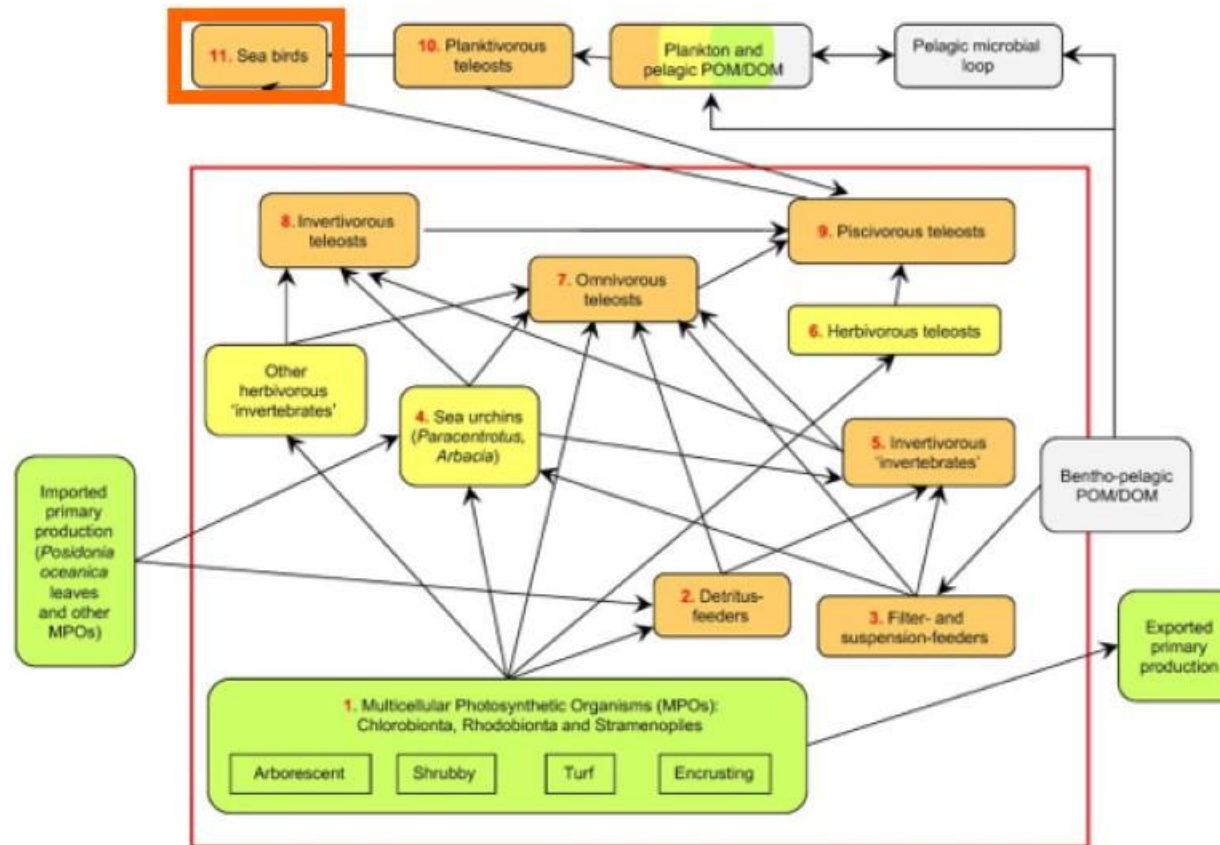 11. Sea birds
10. Planktivorous
teleosts
Plankton and
pelagic POM/DOM
Pelagic microbial
loop
8. Invertivorous
teleosts
9. Piscivorous teleosts
7. Omnivorous
teleosts
6. Herbivorous teleosts
Other
herbivorous
'invertebrates'
4. Sea urchins
(Paracentrotus,
Arbacia)
5. Invertivorous
'invertebrates'
Bentho-pelagic
POM/DOM
Imported
primary
production
(Posidonia
oceanica
leaves
and other
MPOs)
2. Detritus-
feeders
3. Filter- and
suspension-feeders
Exported
primary
production
1. Multicellular Photosynthetic Organisms (MPOs):
Chlorobionta, Rhodobionta and Stramenopiles
Arborescent
Shrubby
Turf
Encrusting